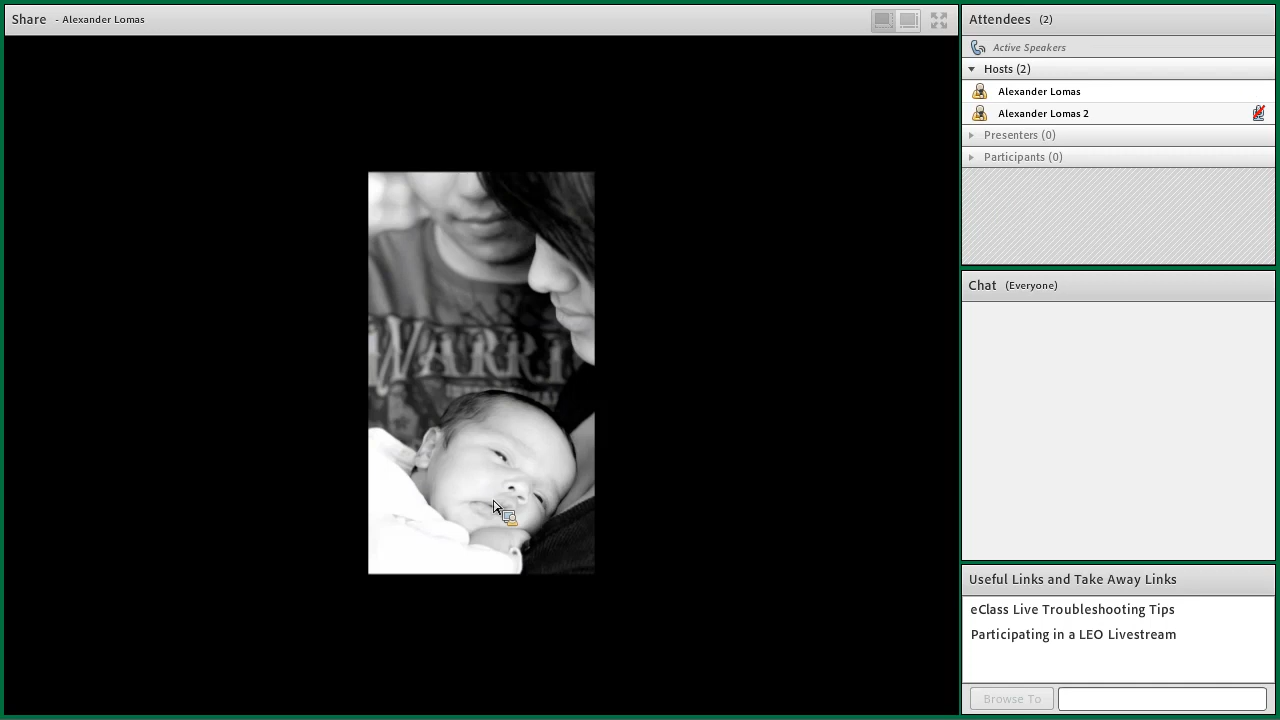 Share - Alexander Lomas
WARRI
Attendees (2)
Active Speakers
Hosts (2)
Alexander Lomas
Alexander Lomas 2
Presenters (0)
Participants (0)
Chat (Everyone)
Useful Links and Take Away Links
eClass Live Troubleshooting Tips
Participating in a LEO Livestream
Browse To